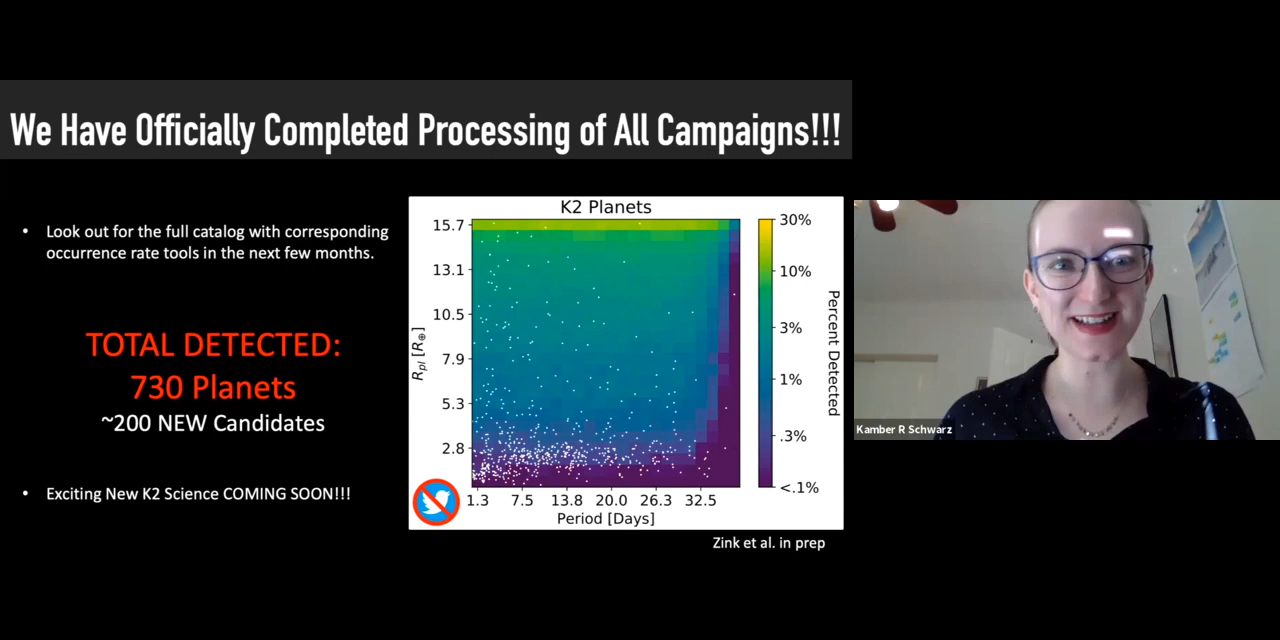 We Have Officially Completed Processing of All Campaigns!!!
• Look out for the full catalog with corresponding
occurrence rate tools in the next few months.
TOTAL DETECTED:
730 Planets
~200 NEW Candidates
• Exciting New K2 Science COMING SOON!!!
K2 Planets
15.7
13.1
10.5
7.9
5.3
2.8
Rpl [R⊕]
1.3 7.5 13.8 20.0 26.3 32.5
Period [Days]
30%
10%
3%
1%
.3%
<.1%
Percent Detected
Zink et al. in prep
Kamber R Schwarz